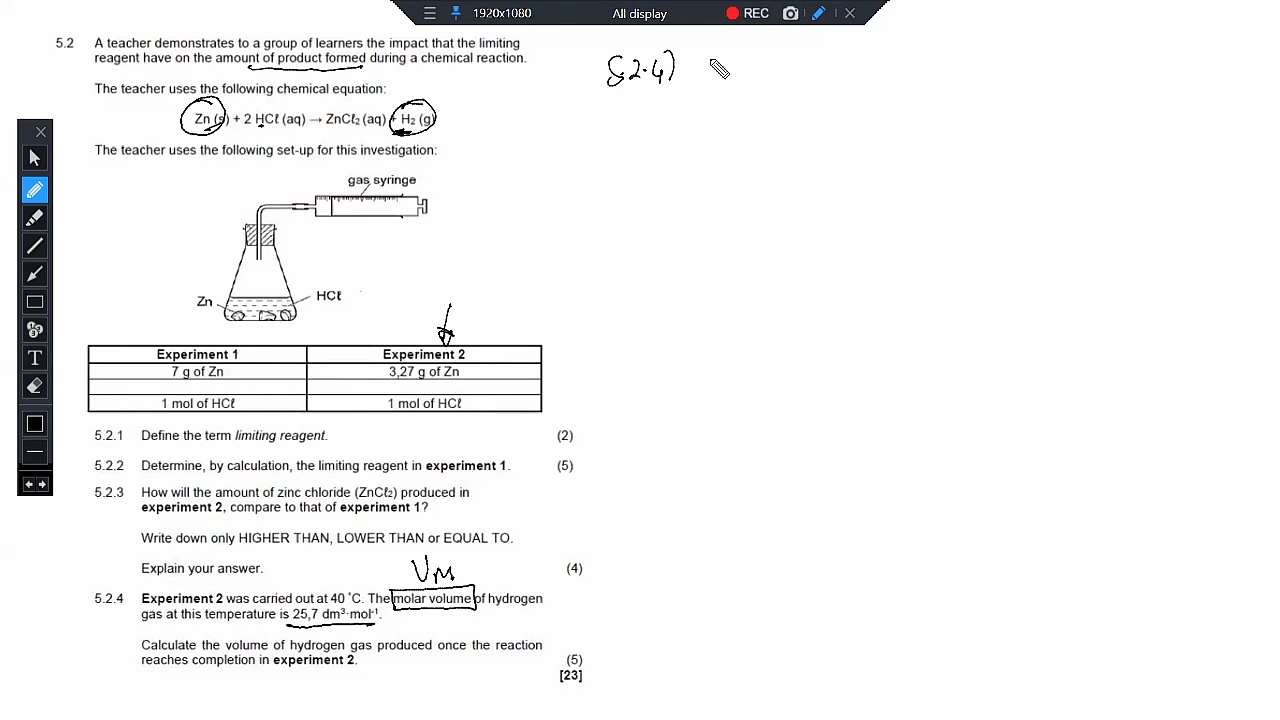 1920x1080 All display REC
5.2 A teacher demonstrates to a group of learners the impact that the limiting
reagent have on the amount of product formed during a chemical reaction.
5.2.4)
The teacher uses the following chemical equation:
Zn (s) + 2 HCℓ (aq) → ZnCℓ₂ (aq) + H₂ (g)
The teacher uses the following set-up for this investigation:
gas syringe
Zn
HCℓ
Experiment 1 Experiment 2
7 g of Zn 3,27 g of Zn
1 mol of HCℓ 1 mol of HCℓ
5.2.1 Define the term limiting reagent. (2)
5.2.2 Determine, by calculation, the limiting reagent in experiment 1. (5)
5.2.3 How will the amount of zinc chloride (ZnCℓ₂) produced in
experiment 2, compare to that of experiment 1?
Write down only HIGHER THAN, LOWER THAN or EQUAL TO.
Explain your answer. (4)
VM
5.2.4 Experiment 2 was carried out at 40 ˚C. The molar volume of hydrogen
gas at this temperature is 25,7 dm³·mol⁻¹.
Calculate the volume of hydrogen gas produced once the reaction
reaches completion in experiment 2. (5)
[23]
T